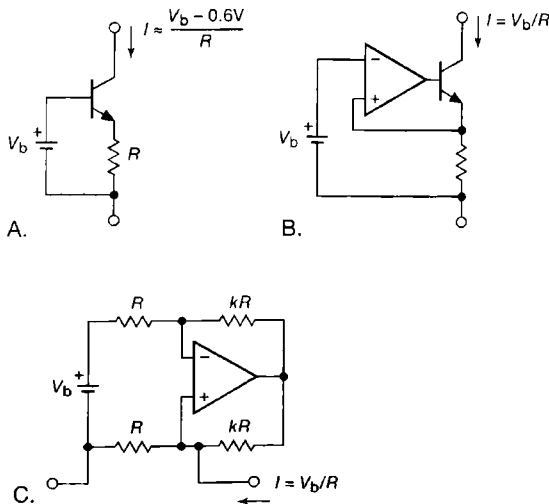 I ≈ (V_b − 0.6V)/R
V_b
+
R
A.
I = V_b/R
−
+
V_b
+
B.
R
kR
−
+
V_b
+
R
kR
I = V_b/R
C.